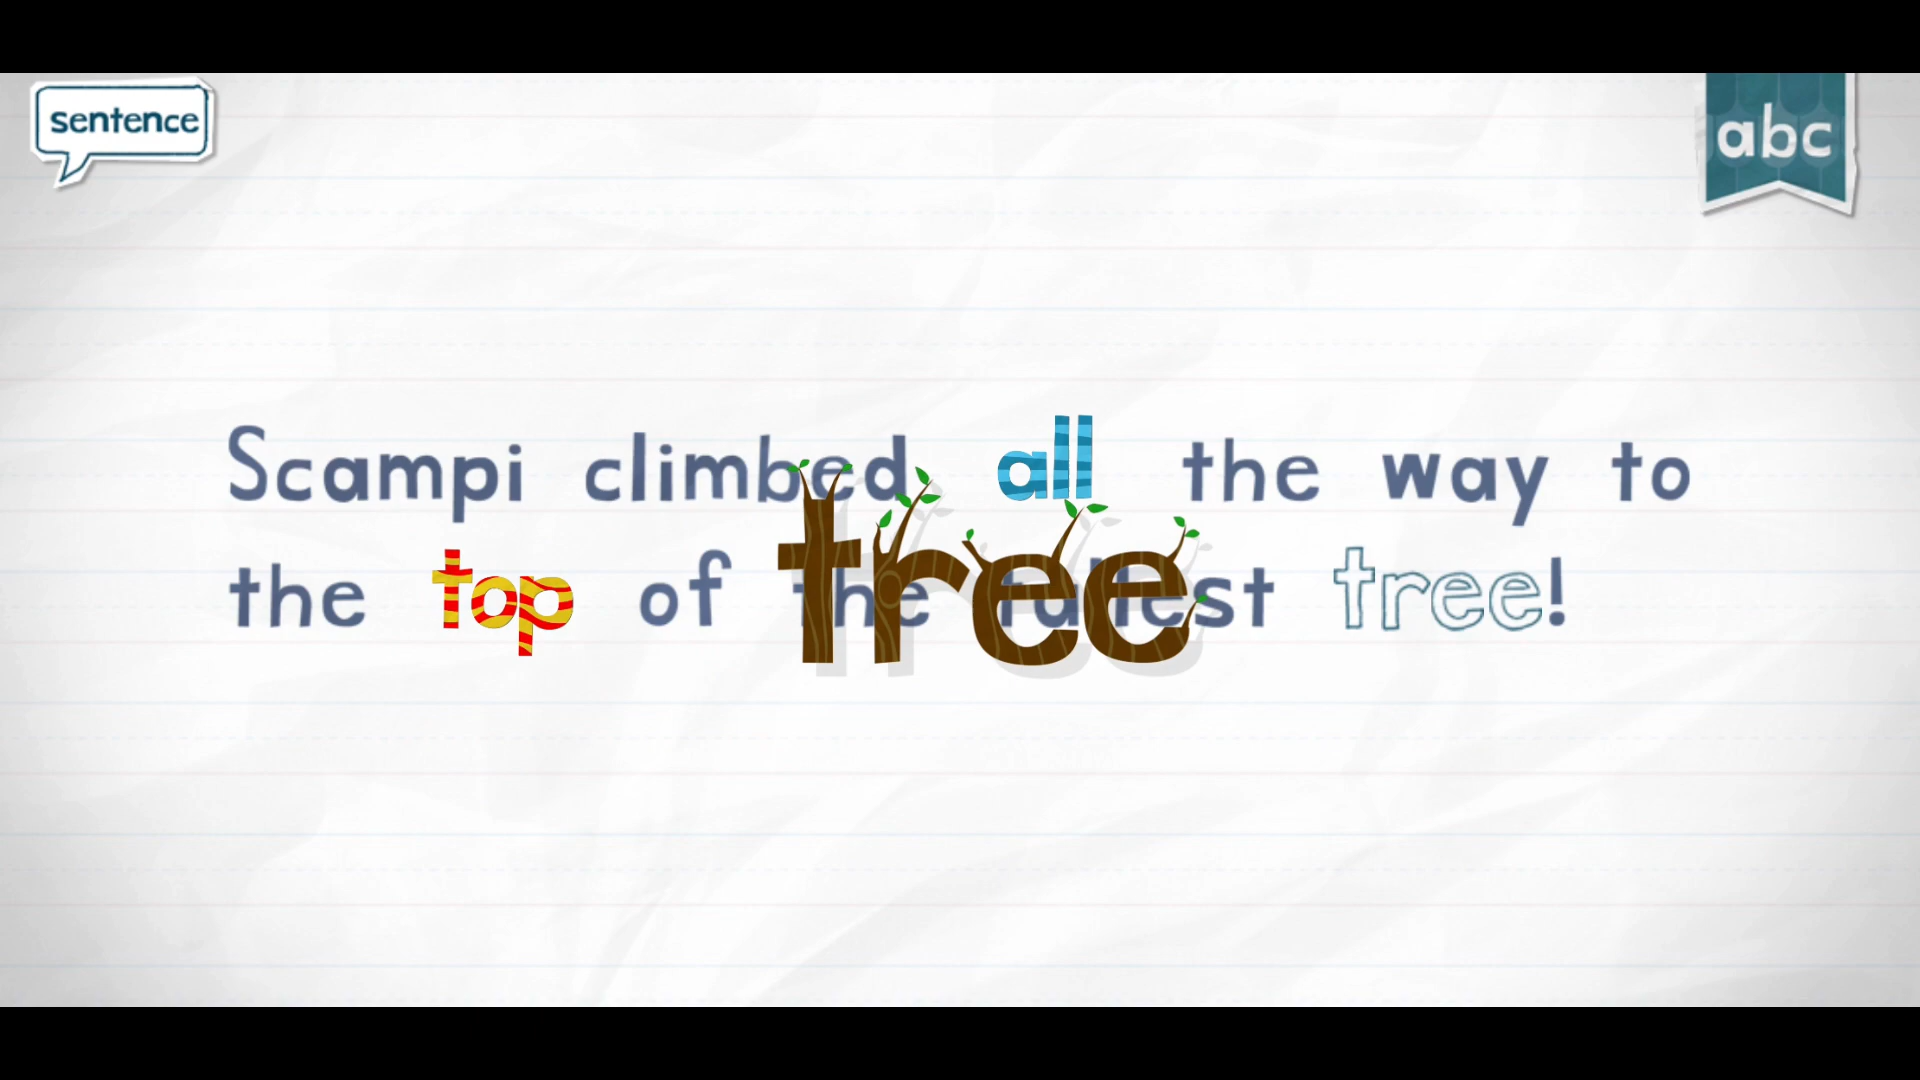 sentence
abc
Scampi climbed all the way to
the top of the tallest tree!
tree